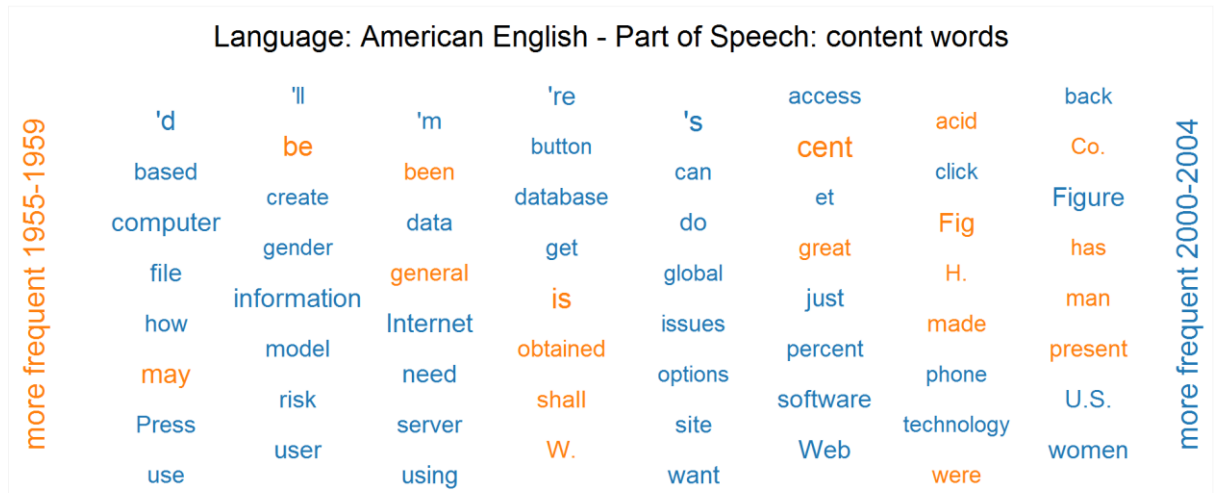 Language: American English - Part of Speech: content words
more frequent 1955-1959
'd
based
computer
file
how
may
Press
use
'll
be
create
gender
information
model
risk
user
'm
been
data
general
Internet
need
server
using
're
button
database
get
is
obtained
shall
W.
's
can
do
global
issues
options
site
want
access
cent
et
great
just
percent
software
Web
acid
click
Fig
H.
made
phone
technology
were
back
Co.
Figure
has
man
present
U.S.
women
more frequent 2000-2004